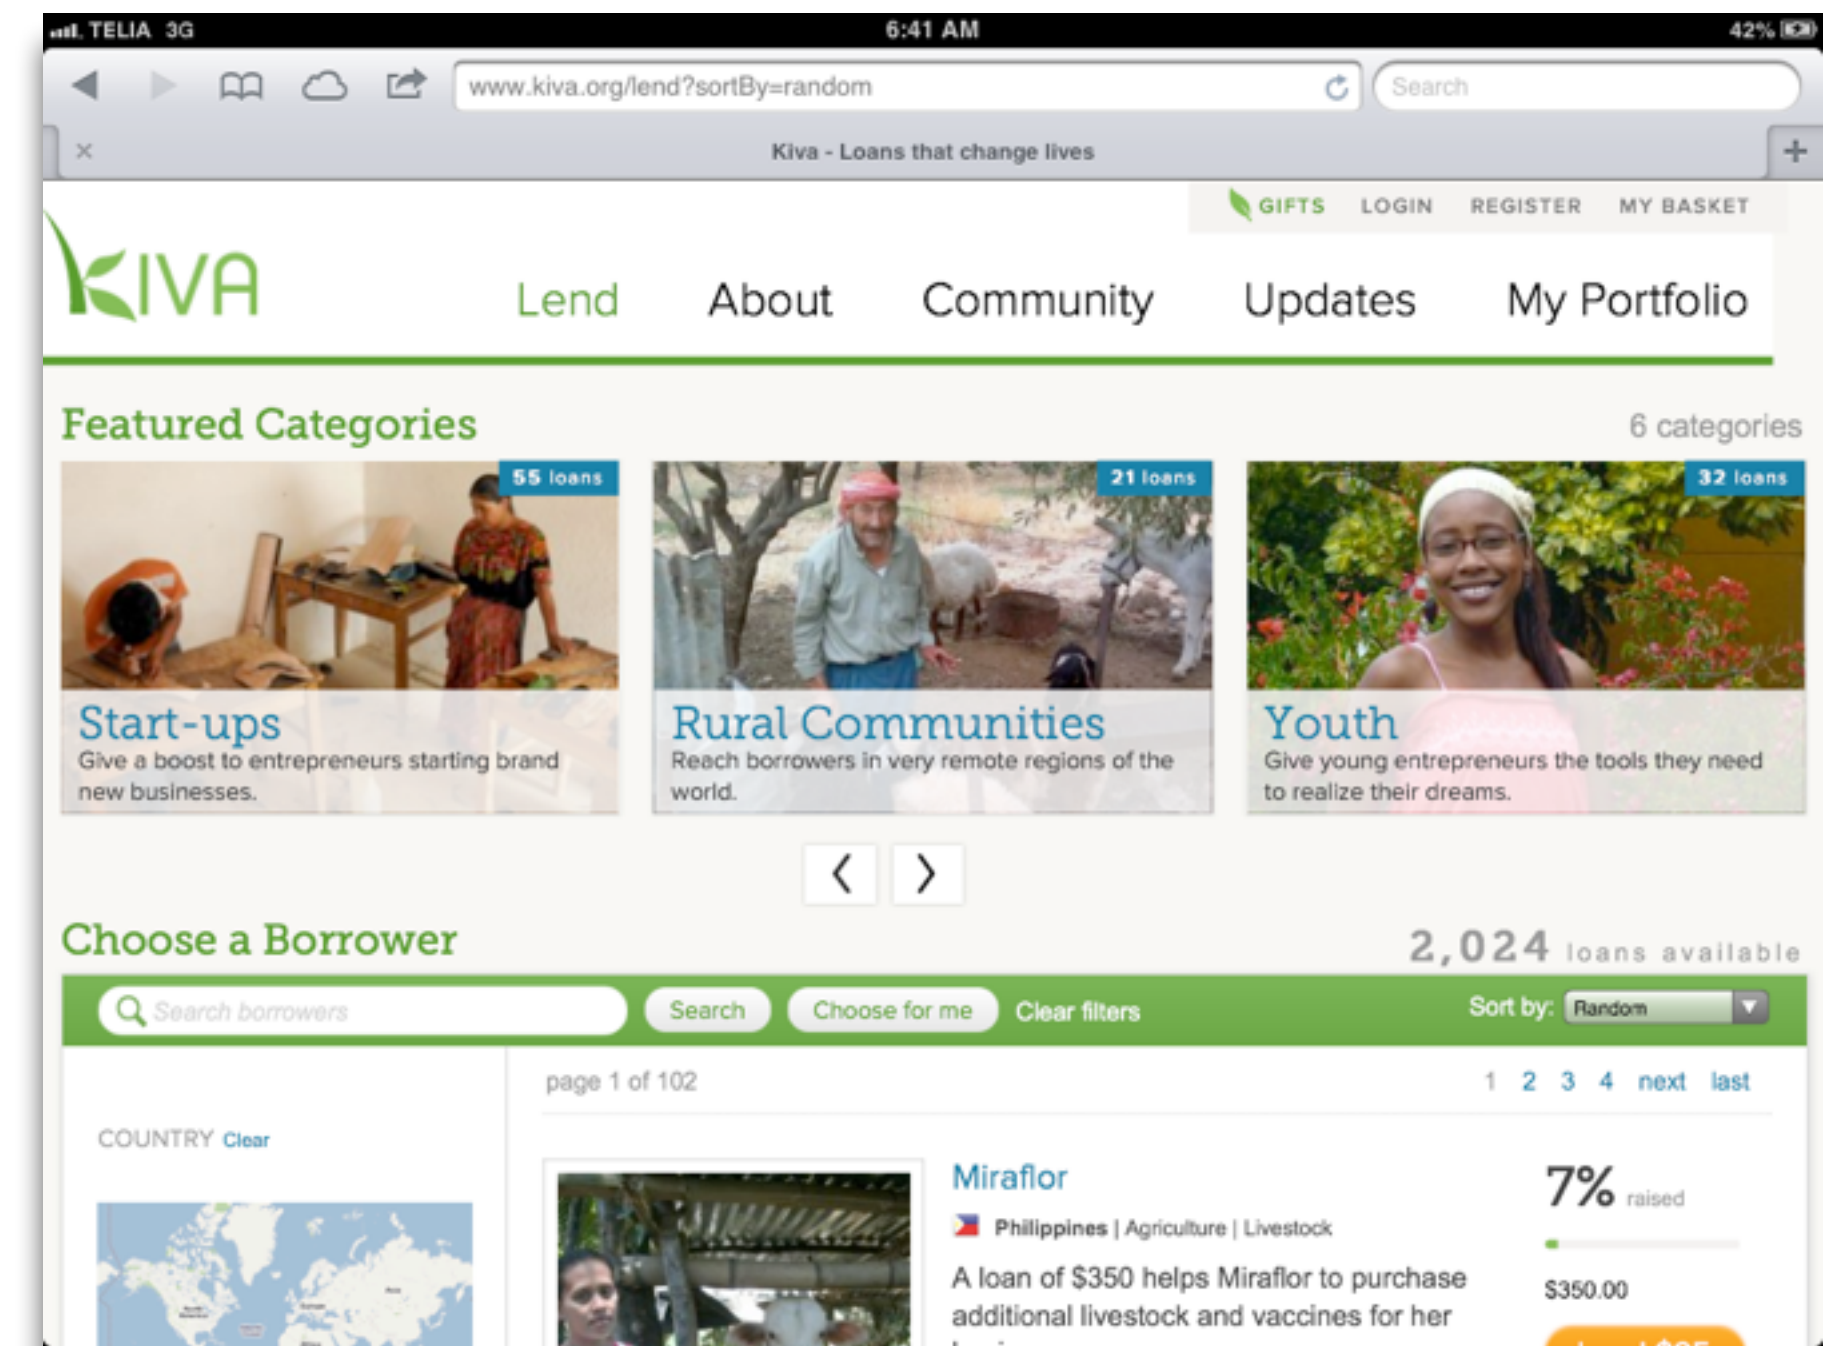 TELIA 3G
6:41 AM
42%
www.kiva.org/lend?sortBy=random
Search
Kiva - Loans that change lives
GIFTS LOGIN REGISTER MY BASKET
KIVA
Lend About Community Updates My Portfolio
Featured Categories
6 categories
55 loans
Start-ups
Give a boost to entrepreneurs starting brand
new businesses.
21 loans
Rural Communities
Reach borrowers in very remote regions of the
world.
32 loans
Youth
Give young entrepreneurs the tools they need
to realize their dreams.
Choose a Borrower
2,024 loans available
Search borrowers
Search
Choose for me
Clear filters
Sort by: Random
page 1 of 102
1 2 3 4 next last
COUNTRY Clear
Miraflor
Philippines | Agriculture | Livestock
A loan of $350 helps Miraflor to purchase
additional livestock and vaccines for her
7% raised
$350.00